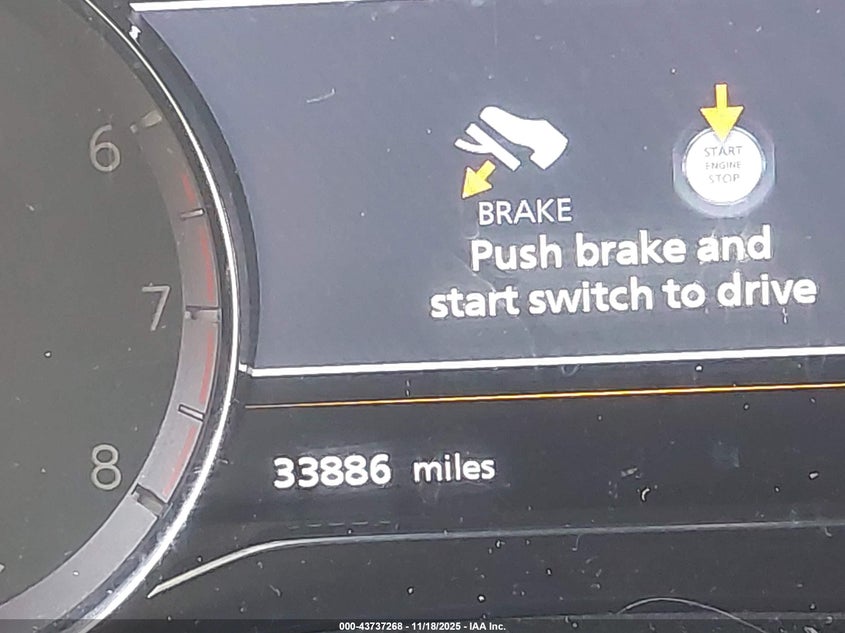 6
7
8
START
ENGINE
STOP
BRAKE
Push brake and
start switch to drive
33886 miles
000-43737268 - 11/18/2025 - IAA Inc.